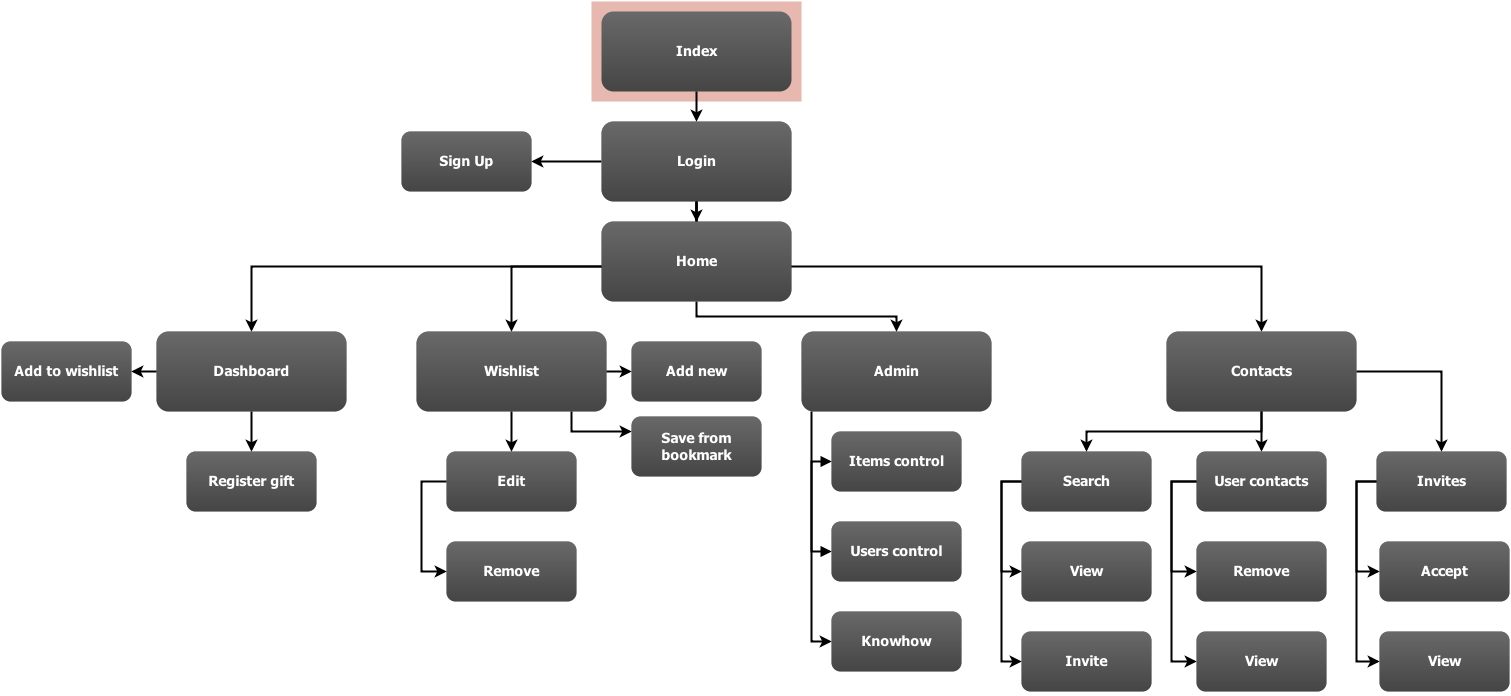 Index
Sign Up
Login
Home
Add to wishlist
Dashboard
Wishlist
Add new
Admin
Contacts
Save from
bookmark
Register gift
Edit
Items control
Search
User contacts
Invites
Remove
Users control
View
Remove
Accept
Knowhow
Invite
View
View